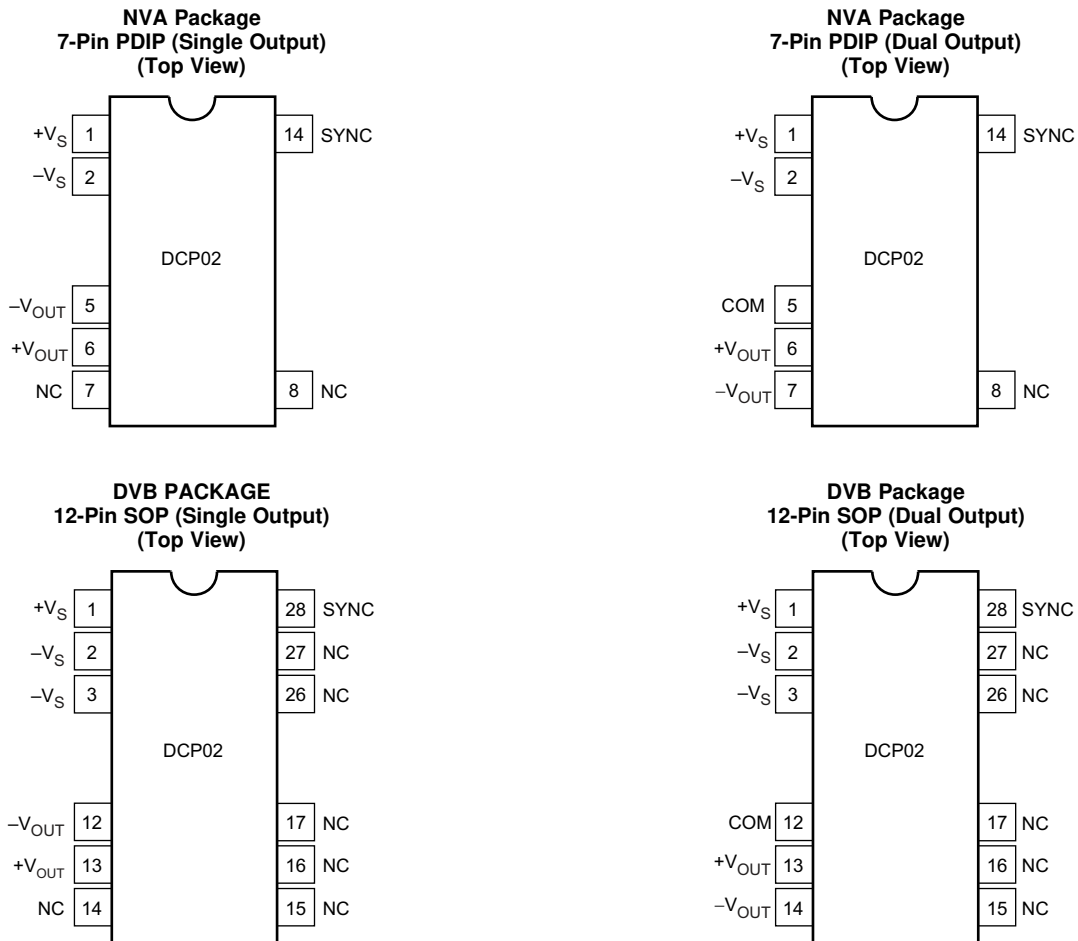 NVA Package
7-Pin PDIP (Single Output)
(Top View)
+VS 1 14 SYNC
–VS 2
DCP02
–VOUT 5
+VOUT 6
NC 7 8 NC
NVA Package
7-Pin PDIP (Dual Output)
(Top View)
+VS 1 14 SYNC
–VS 2
DCP02
COM 5
+VOUT 6
–VOUT 7 8 NC
DVB PACKAGE
12-Pin SOP (Single Output)
(Top View)
+VS 1 28 SYNC
–VS 2 27 NC
–VS 3 26 NC
DCP02
–VOUT 12 17 NC
+VOUT 13 16 NC
NC 14 15 NC
DVB Package
12-Pin SOP (Dual Output)
(Top View)
+VS 1 28 SYNC
–VS 2 27 NC
–VS 3 26 NC
DCP02
COM 12 17 NC
+VOUT 13 16 NC
–VOUT 14 15 NC